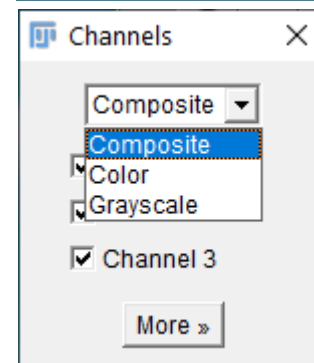 Channels
Composite
Composite
Color
Grayscale
Channel 3
More »